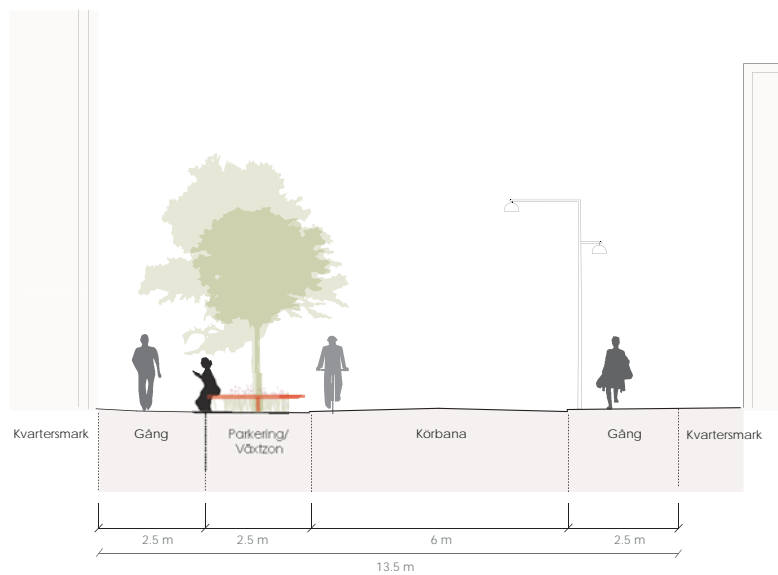 Kvartersmark
Gång
Parkering/
Växtzon
Körbana
Gång
Kvartersmark
2.5 m
2.5 m
6 m
2.5 m
13.5 m